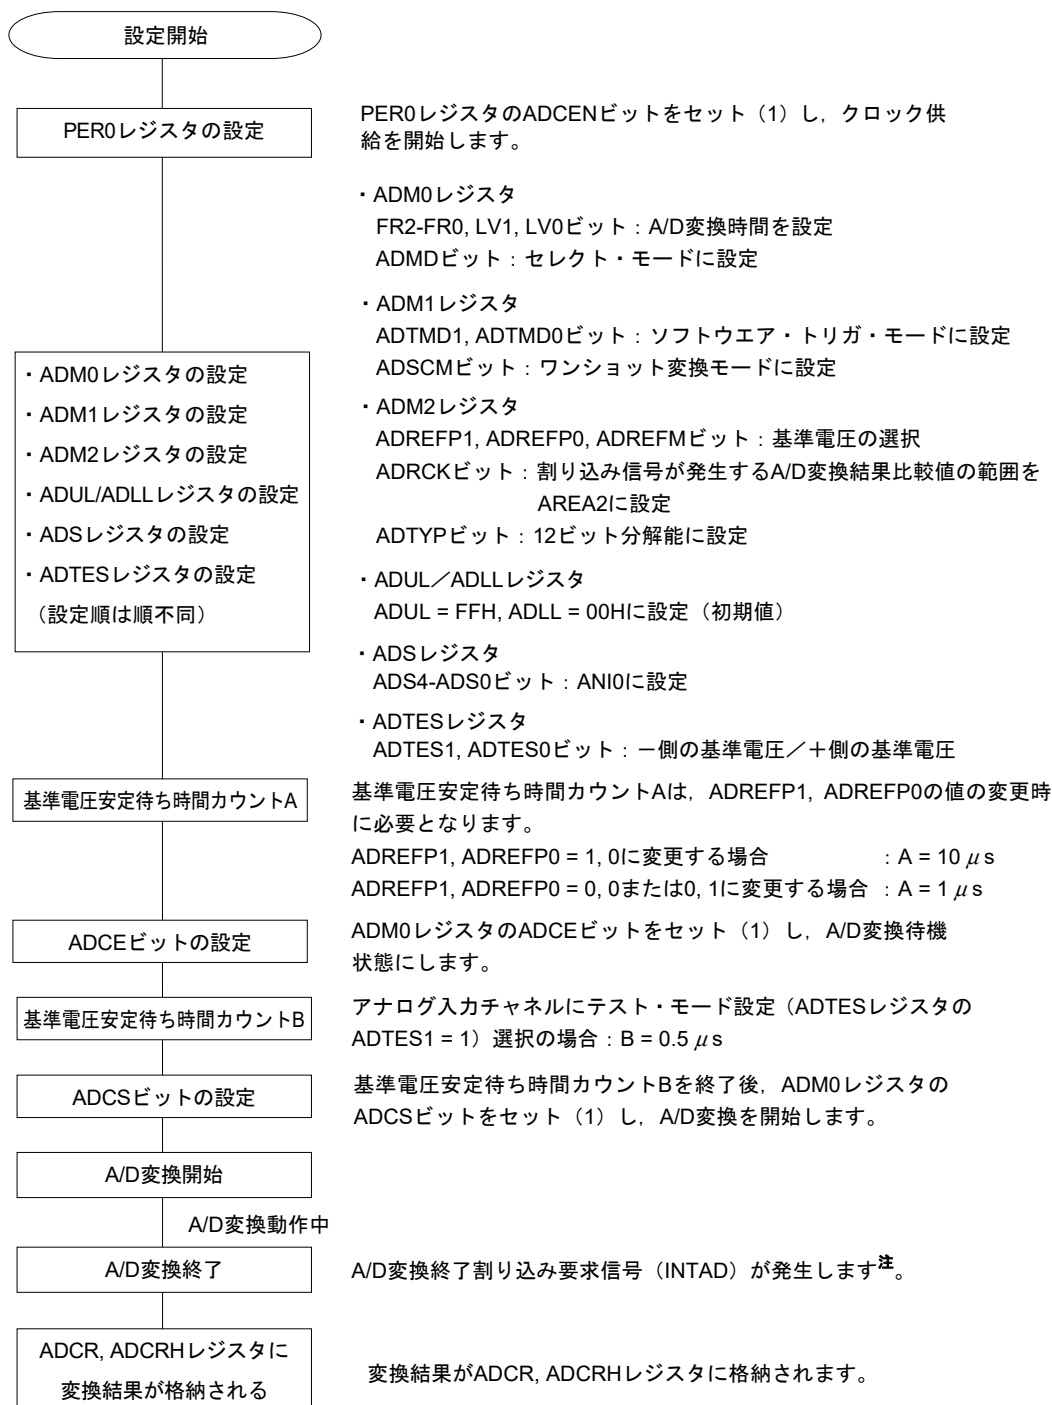 設定開始
PER0レジスタの設定
PER0レジスタのADCENビットをセット（1）し，クロック供
給を開始します。
・ADM0レジスタの設定
・ADM1レジスタの設定
・ADM2レジスタの設定
・ADUL/ADLLレジスタの設定
・ADSレジスタの設定
・ADTESレジスタの設定
（設定順は順不同）
・ADM0レジスタ
FR2-FR0, LV1, LV0ビット：A/D変換時間を設定
ADMDビット：セレクト・モードに設定
・ADM1レジスタ
ADTMD1, ADTMD0ビット：ソフトウエア・トリガ・モードに設定
ADSCMビット：ワンショット変換モードに設定
・ADM2レジスタ
ADREFP1, ADREFP0, ADREFMビット：基準電圧の選択
ADRCKビット：割り込み信号が発生するA/D変換結果比較値の範囲を
AREA2に設定
ADTYPビット：12ビット分解能に設定
・ADUL／ADLLレジスタ
ADUL = FFH, ADLL = 00Hに設定（初期値）
・ADSレジスタ
ADS4-ADS0ビット：ANI0に設定
・ADTESレジスタ
ADTES1, ADTES0ビット：－側の基準電圧／＋側の基準電圧
基準電圧安定待ち時間カウントA
基準電圧安定待ち時間カウントAは，ADREFP1, ADREFP0の値の変更時
に必要となります。
ADREFP1, ADREFP0 = 1, 0に変更する場合 ：A = 10 μs
ADREFP1, ADREFP0 = 0, 0または0, 1に変更する場合 ：A = 1 μs
ADCEビットの設定
ADM0レジスタのADCEビットをセット（1）し，A/D変換待機
状態にします。
基準電圧安定待ち時間カウントB
アナログ入力チャネルにテスト・モード設定（ADTESレジスタの
ADTES1 = 1）選択の場合：B = 0.5 μs
ADCSビットの設定
基準電圧安定待ち時間カウントBを終了後，ADM0レジスタの
ADCSビットをセット（1）し，A/D変換を開始します。
A/D変換開始
A/D変換動作中
A/D変換終了
A/D変換終了割り込み要求信号（INTAD）が発生します注。
ADCR, ADCRHレジスタに
変換結果が格納される
変換結果がADCR, ADCRHレジスタに格納されます。